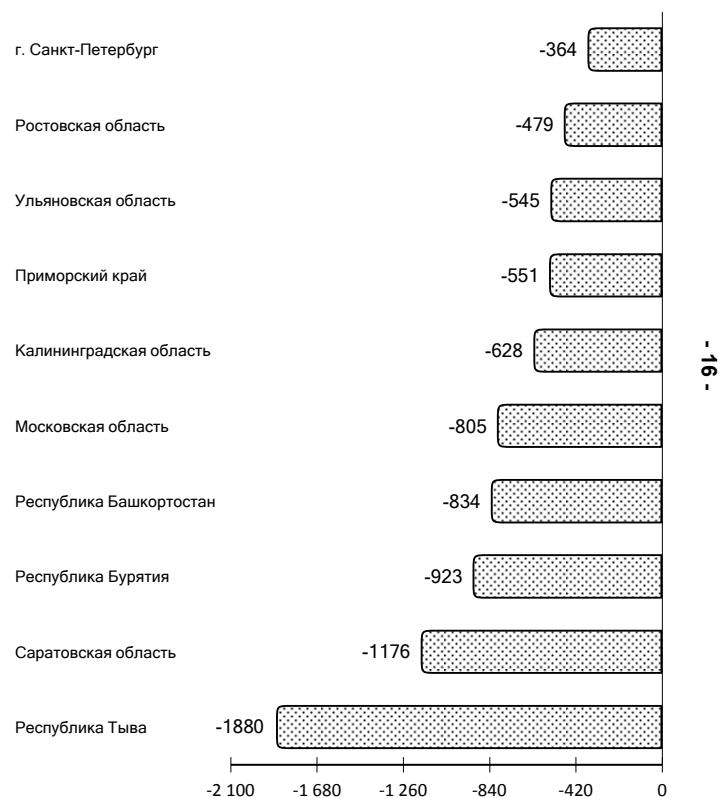 г. Санкт-Петербург -364
Ростовская область -479
Ульяновская область -545
Приморский край -551
Калининградская область -628
Московская область -805
Республика Башкортостан -834
Республика Бурятия -923
Саратовская область -1176
Республика Тыва -1880
-2 100 -1 680 -1 260 -840 -420 0
- 16 -